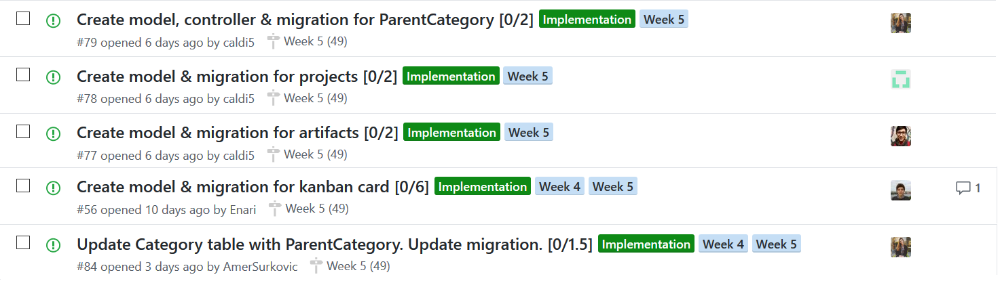 Create model, controller & migration for ParentCategory [0/2] Implementation Week 5
#79 opened 6 days ago by caldi5 Week 5 (49)
Create model & migration for projects [0/2] Implementation Week 5
#78 opened 6 days ago by caldi5 Week 5 (49)
Create model & migration for artifacts [0/2] Implementation Week 5
#77 opened 6 days ago by caldi5 Week 5 (49)
Create model & migration for kanban card [0/6] Implementation Week 4 Week 5 1
#56 opened 10 days ago by Enari Week 5 (49)
Update Category table with ParentCategory. Update migration. [0/1.5] Implementation Week 4 Week 5
#84 opened 3 days ago by AmerSurkovic Week 5 (49)